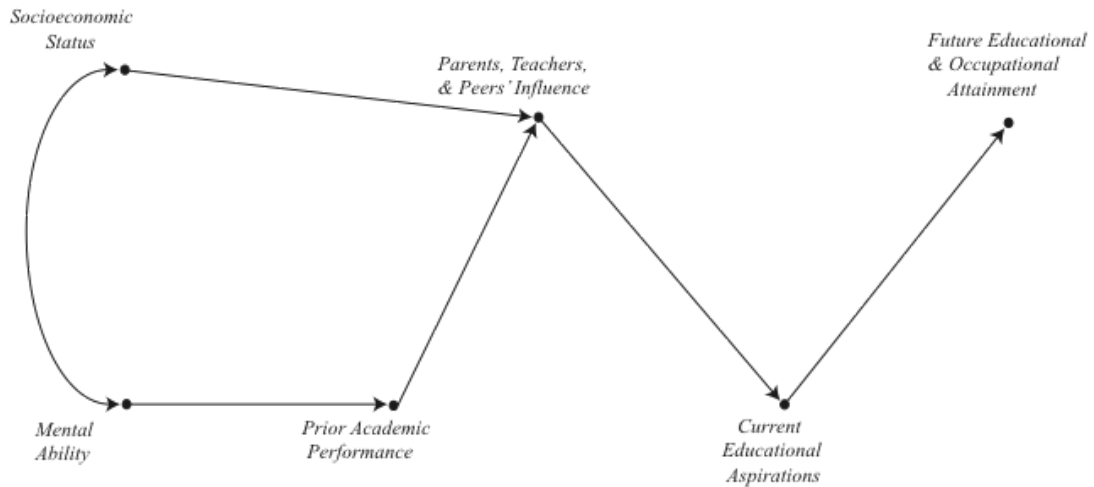 Socioeconomic
Status
Parents, Teachers,
& Peers' Influence
Future Educational
& Occupational
Attainment
Mental
Ability
Prior Academic
Performance
Current
Educational
Aspirations